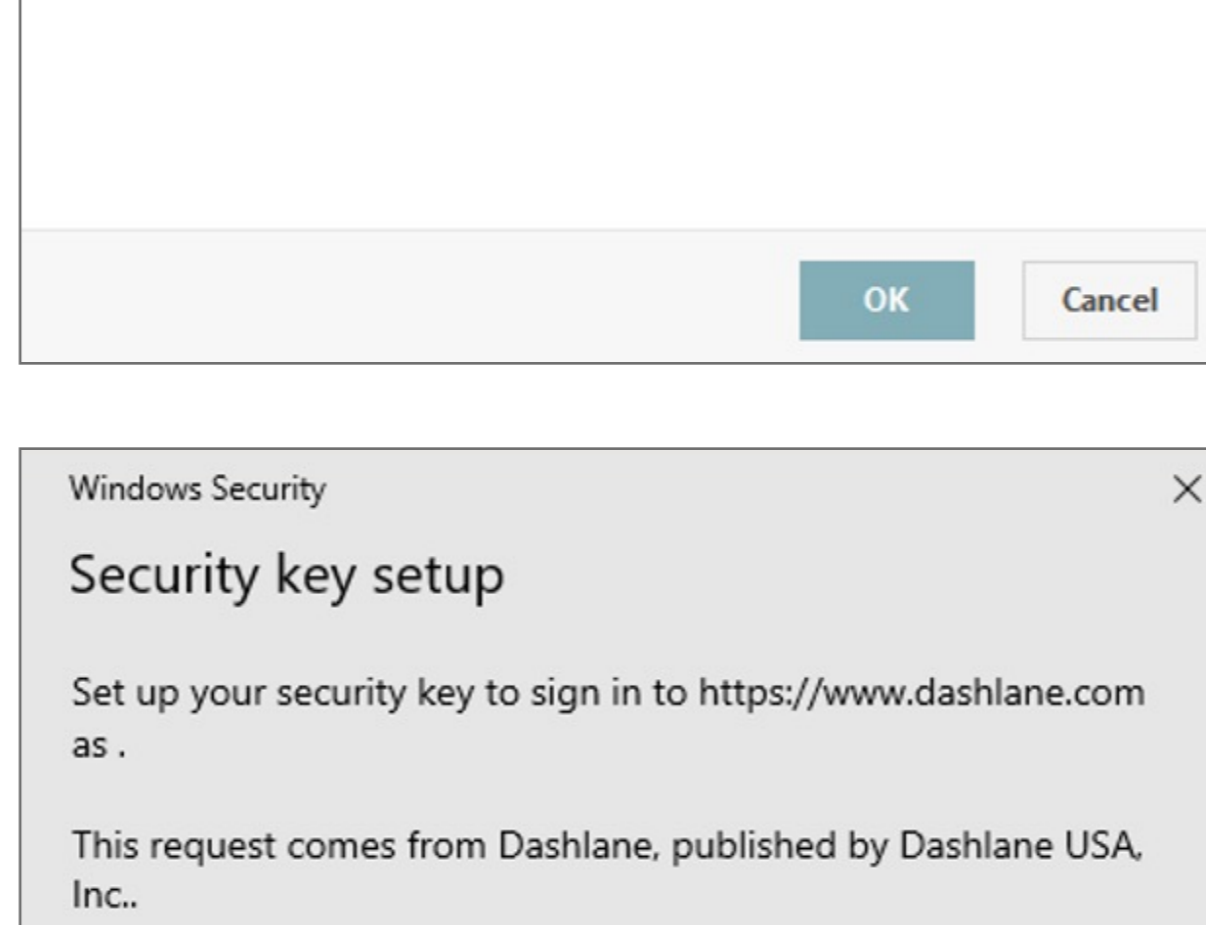 OK Cancel
Windows Security
Security key setup
Set up your security key to sign in to https://www.dashlane.com
as .
This request comes from Dashlane, published by Dashlane USA,
Inc..